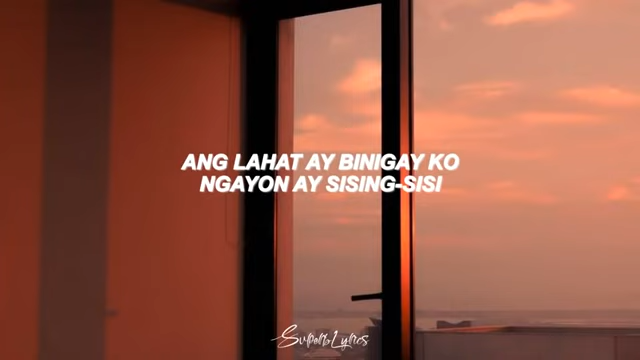 ANG LAHAT AY BINIGAY KO
NGAYON AY SISING-SISI
SuperbLyrics